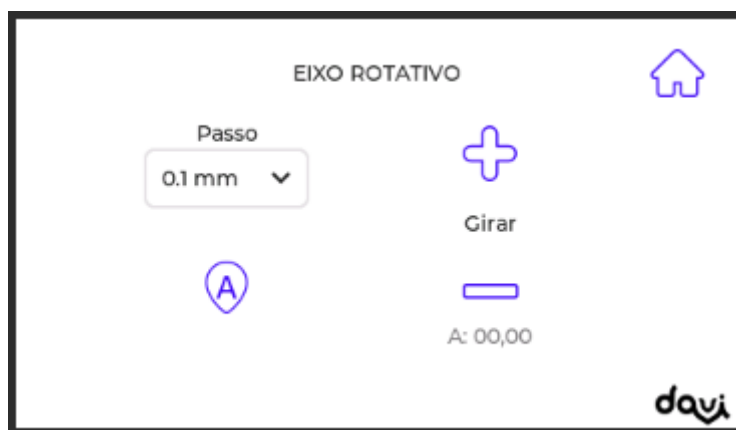 EIXO ROTATIVO
Passo
0.1 mm
Girar
A
A: 00,00
davi